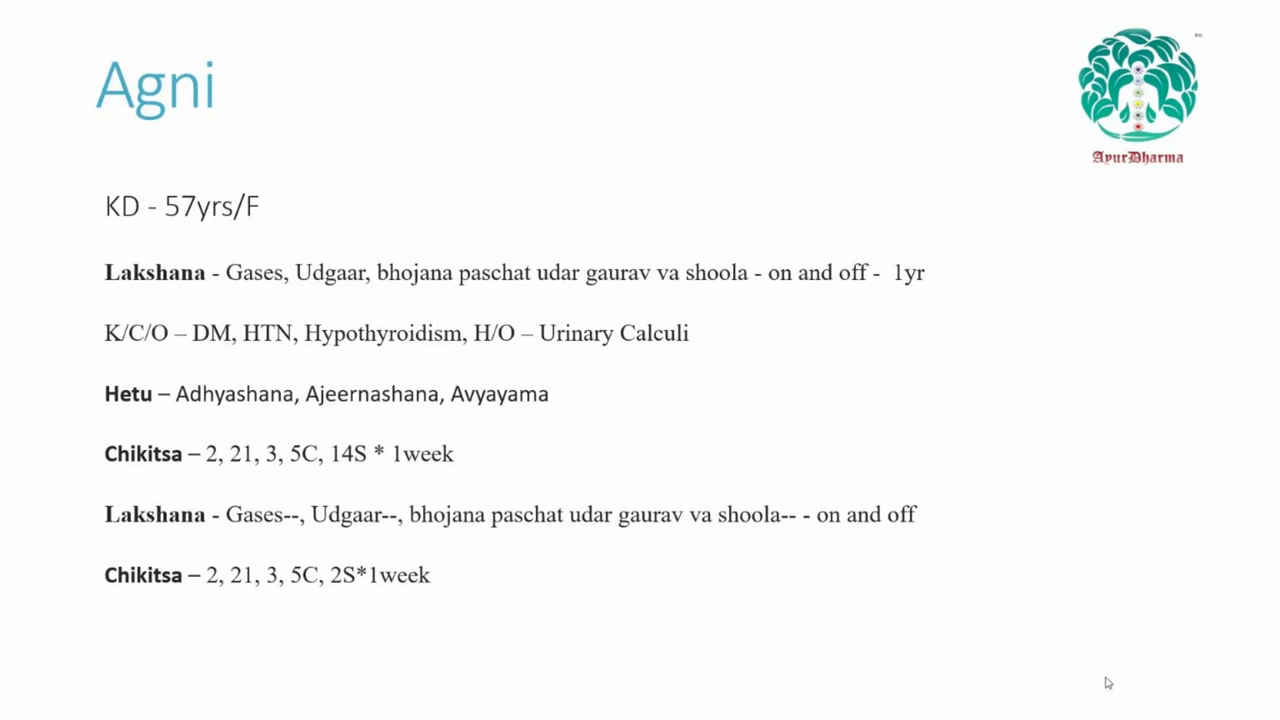 Agni
TM
AyurDharma
KD - 57yrs/F
Lakshana - Gases, Udgaar, bhojana paschat udar gaurav va shoola - on and off - 1yr
K/C/O – DM, HTN, Hypothyroidism, H/O – Urinary Calculi
Hetu – Adhyashana, Ajeernashana, Avyayama
Chikitsa – 2, 21, 3, 5C, 14S * 1week
Lakshana - Gases--, Udgaar--, bhojana paschat udar gaurav va shoola-- - on and off
Chikitsa – 2, 21, 3, 5C, 2S*1week